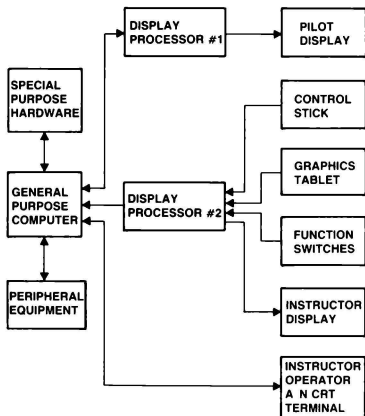 DISPLAY
PROCESSOR #1
PILOT
DISPLAY
SPECIAL
PURPOSE
HARDWARE
CONTROL
STICK
GENERAL
PURPOSE
COMPUTER
DISPLAY
PROCESSOR #2
GRAPHICS
TABLET
FUNCTION
SWITCHES
PERIPHERAL
EQUIPMENT
INSTRUCTOR
DISPLAY
INSTRUCTOR
OPERATOR
A N CRT
TERMINAL